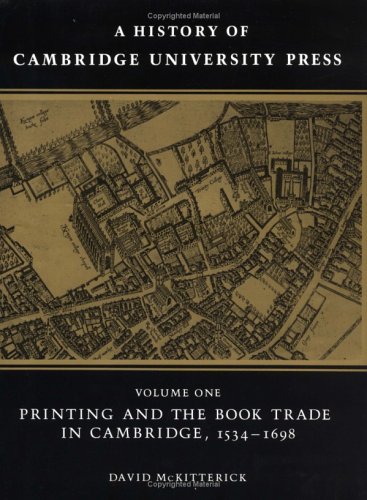 A HISTORY OF
CAMBRIDGE UNIVERSITY PRESS
VOLUME ONE
PRINTING AND THE BOOK TRADE
IN CAMBRIDGE, 1534–1698
DAVID McKITTERICK